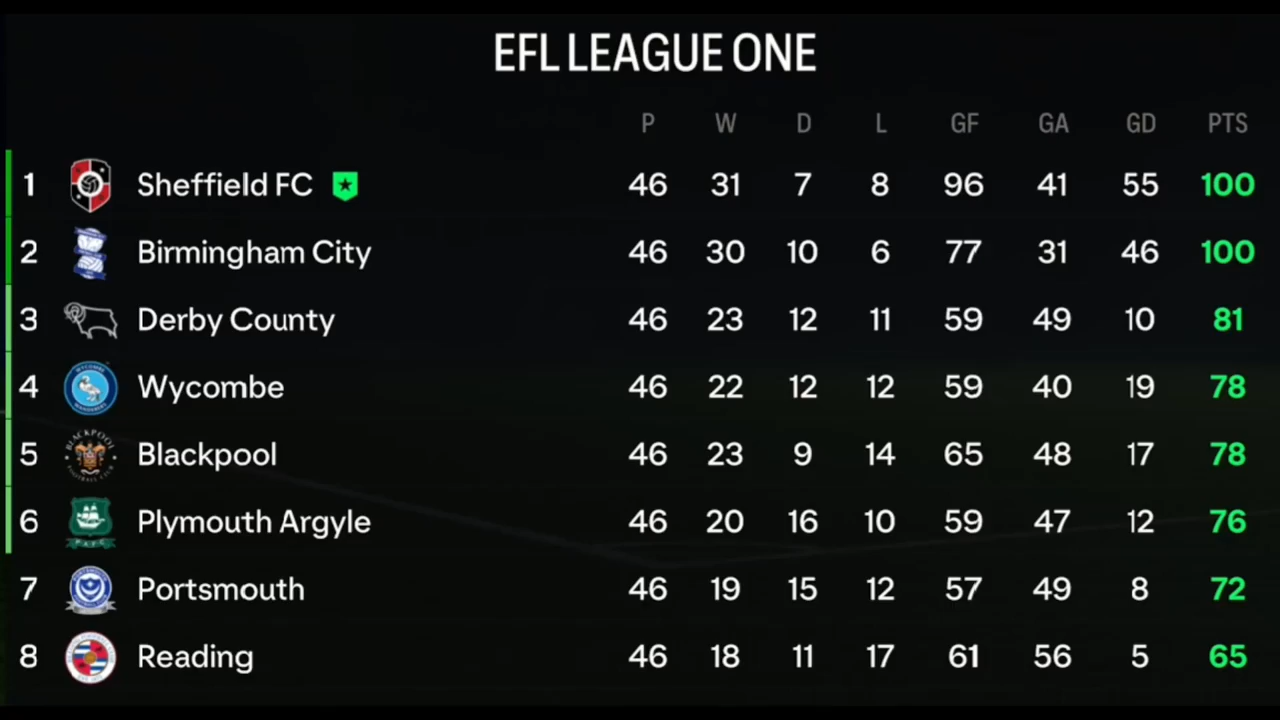 EFL LEAGUE ONE
P W D L GF GA GD PTS
1 Sheffield FC 46 31 7 8 96 41 55 100
2 Birmingham City 46 30 10 6 77 31 46 100
3 Derby County 46 23 12 11 59 49 10 81
4 Wycombe 46 22 12 12 59 40 19 78
5 Blackpool 46 23 9 14 65 48 17 78
6 Plymouth Argyle 46 20 16 10 59 47 12 76
7 Portsmouth 46 19 15 12 57 49 8 72
8 Reading 46 18 11 17 61 56 5 65